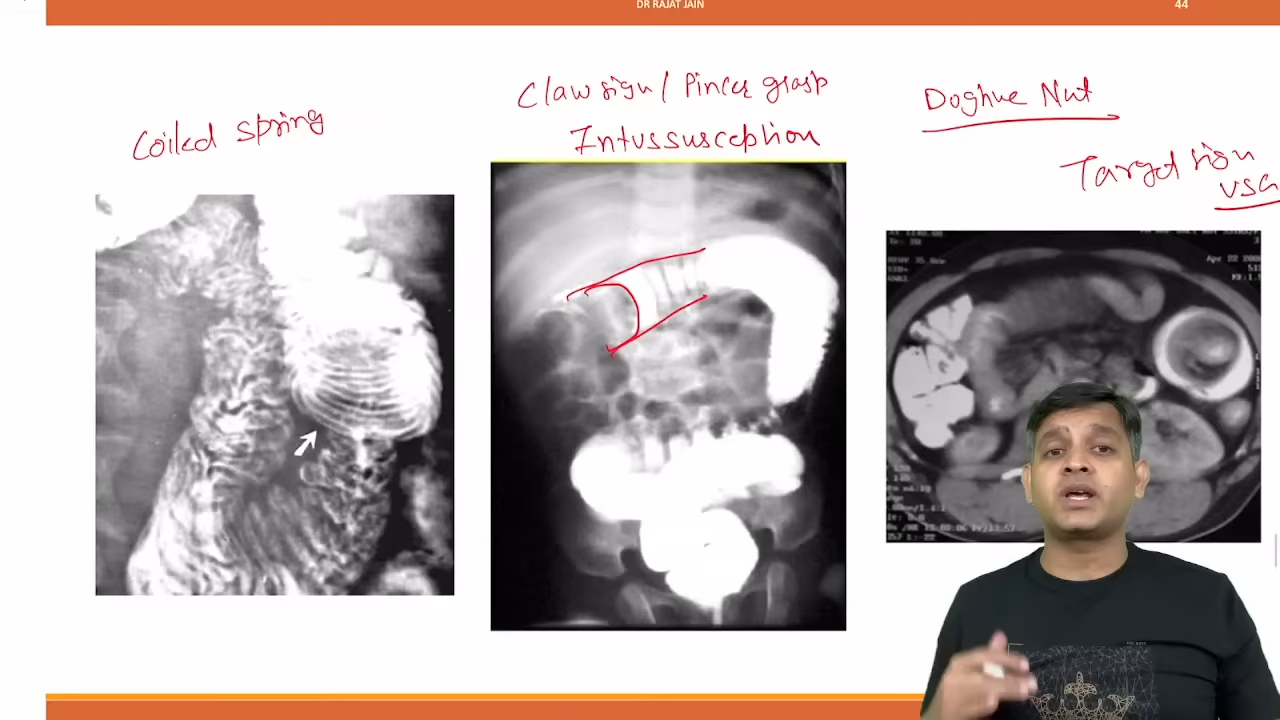 DR RAJAT JAIN
44
Coiled spring
Claw sign / Pincer grasp
Intussusception
Doghue Nut
Target sign
USG